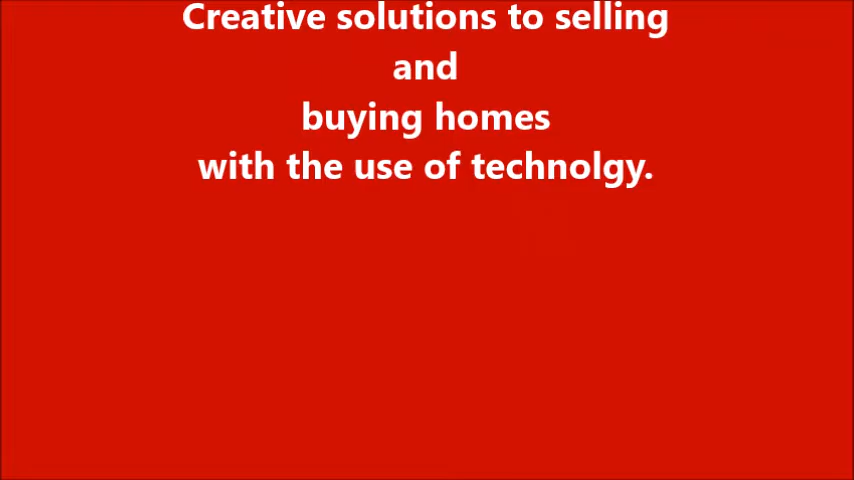 Creative solutions to selling
and
buying homes
with the use of technolgy.